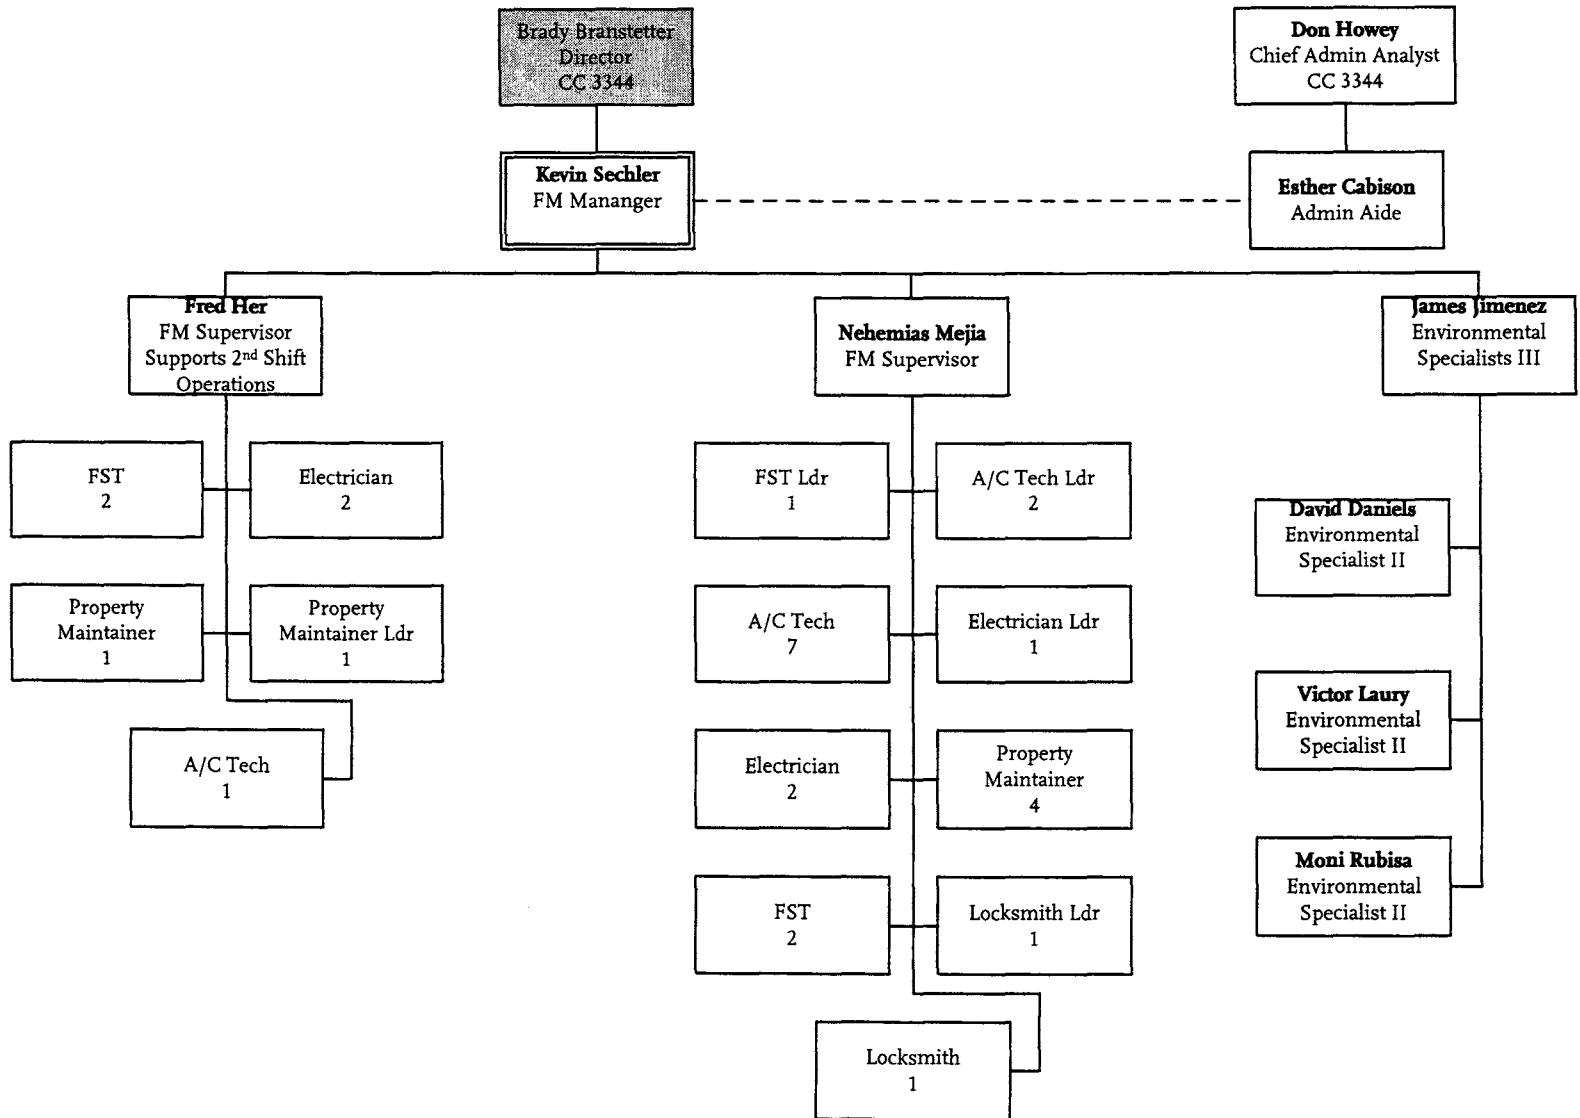 Brady Branstetter
Director
CC 3344
Don Howey
Chief Admin Analyst
CC 3344
Kevin Sechler
FM Mananger
Esther Cabison
Admin Aide
Fred Her
FM Supervisor
Supports 2nd Shift
Operations
Nehemias Mejia
FM Supervisor
James Jimenez
Environmental
Specialists III
FST
2
Electrician
2
Property
Maintainer
1
Property
Maintainer Ldr
1
A/C Tech
1
FST Ldr
1
A/C Tech Ldr
2
A/C Tech
7
Electrician Ldr
1
Electrician
2
Property
Maintainer
4
FST
2
Locksmith Ldr
1
Locksmith
1
David Daniels
Environmental
Specialist II
Victor Laury
Environmental
Specialist II
Moni Rubisa
Environmental
Specialist II